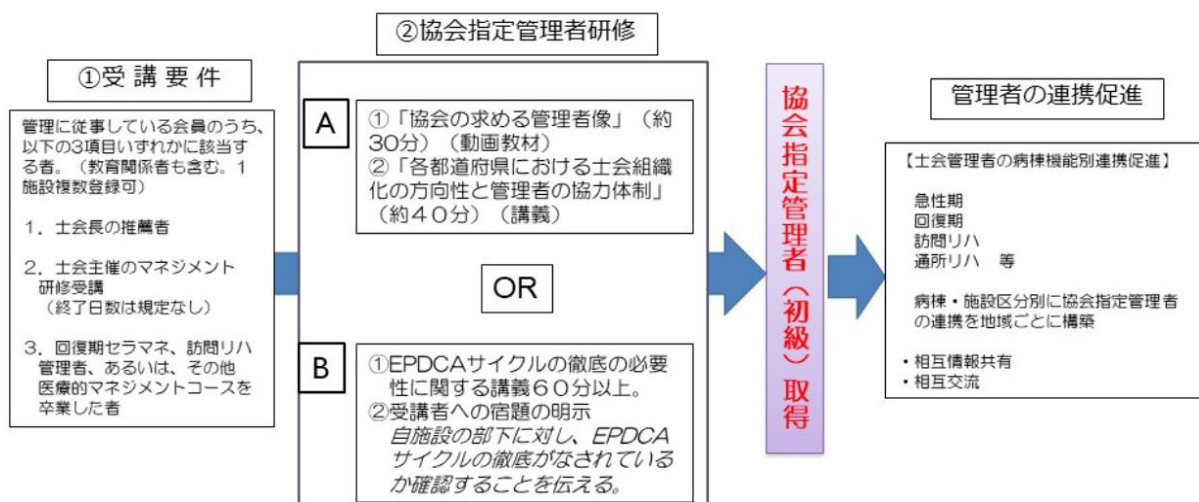 ①受 講 要 件
管理に従事している会員のうち、
以下の3項目いずれかに該当す
る者。（教育関係者も含む。1
施設複数登録可）
1．士会長の推薦者
2．士会主催のマネジメント
研修受講
（終了日数は規定なし）
3．回復期セラマネ、訪問リハ
管理者、あるいは、その他
医療的マネジメントコースを
卒業した者
②協会指定管理者研修
A
①「協会の求める管理者像」（約
30分）（動画教材）
②「各都道府県における士会組織
化の方向性と管理者の協力体制」
（約４０分）（講義）
OR
B
①EPDCAサイクルの徹底の必要
性に関する講義６０分以上。
②受講者への宿題の明示
自施設の部下に対し、EPDCA
サイクルの徹底がなされている
か確認することを伝える。
協会指定管理者（初級）取得
管理者の連携促進
【士会管理者の病棟機能別連携促進】
急性期
回復期
訪問リハ
通所リハ　等
病棟・施設区分別に協会指定管理者
の連携を地域ごとに構築
・相互情報共有
・相互交流